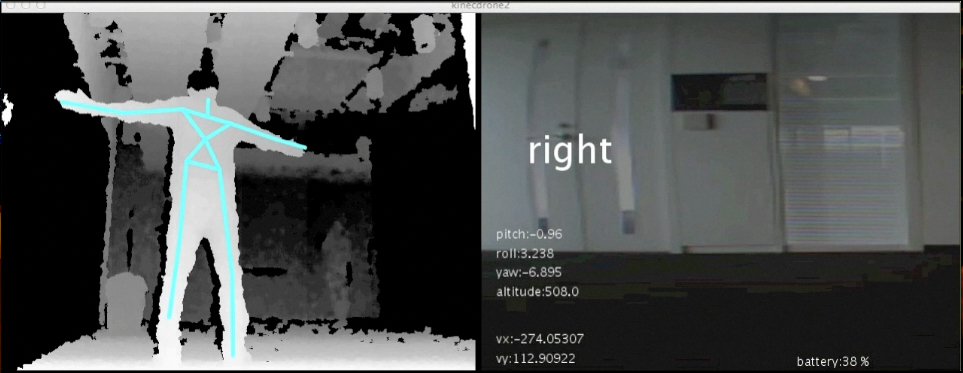 kinecdrone2
right
pitch:-0.96
roll:3.238
yaw:-6.895
altitude:508.0
vx:-274.05307
vy:112.90922
battery:38 %